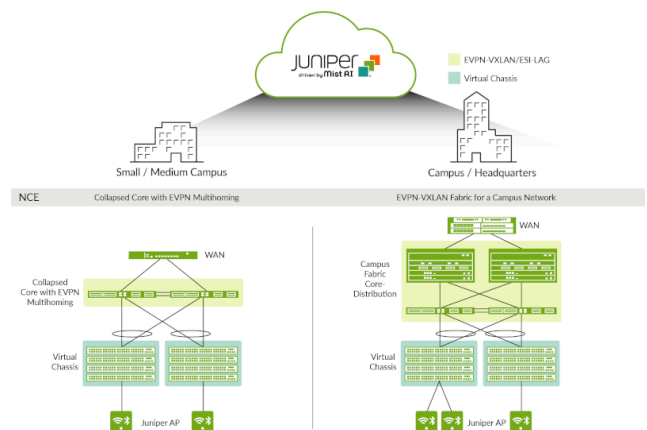 JUNIPER
driven by Mist AI
EVPN-VXLAN/ESI-LAG
Virtual Chassis
Small / Medium Campus
Campus / Headquarters
NCE
Collapsed Core with EVPN Multihoming
EVPN-VXLAN Fabric for a Campus Network
WAN
Collapsed
Core with EVPN
Multihoming
Virtual
Chassis
Juniper AP
WAN
Campus
Fabric
Core-
Distribution
Virtual
Chassis
Juniper AP